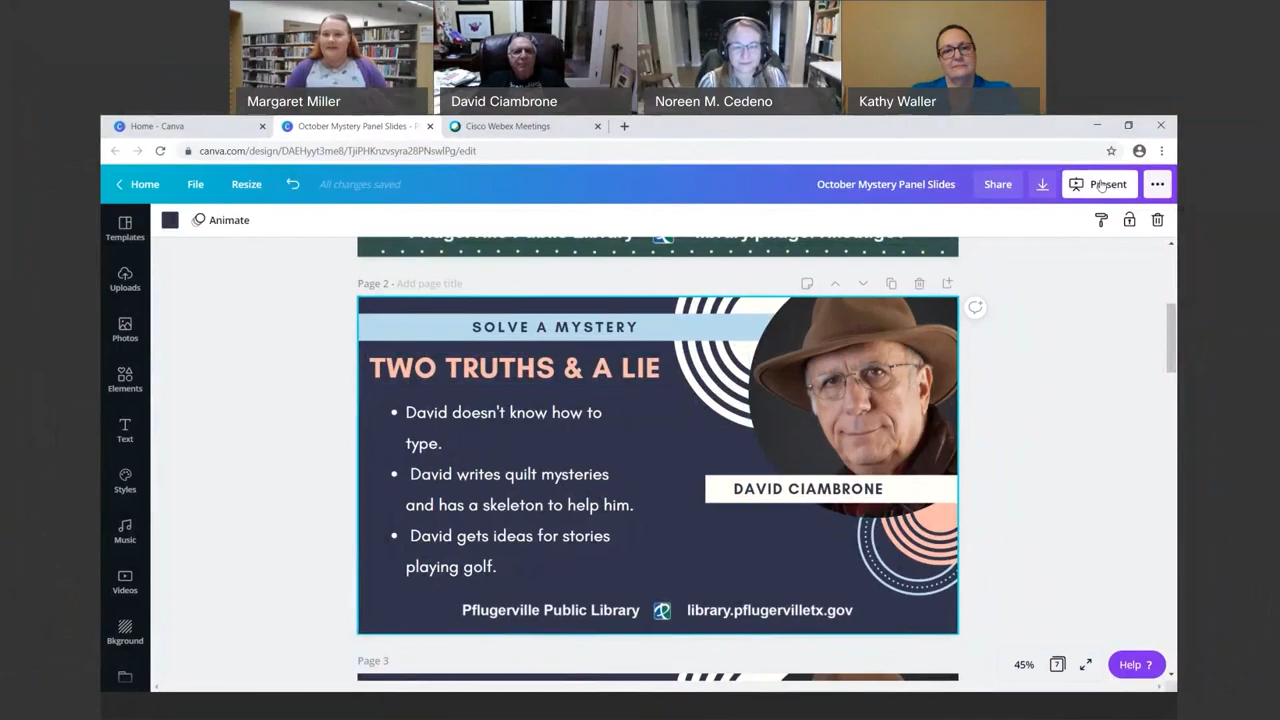 Margaret Miller
David Ciambrone
Noreen M. Cedeno
Kathy Waller
Home - Canva
October Mystery Panel Slides - P
Cisco Webex Meetings
canva.com/design/DAEHyyt3me8/TjiPHKnzvsyra28PNswlPg/edit
Home
File
Resize
All changes saved
October Mystery Panel Slides
Share
Present
Animate
Templates
Uploads
Photos
Elements
Text
Styles
Music
Videos
Bkground
Pflugerville Public Library
Page 2 - Add page title
SOLVE A MYSTERY
TWO TRUTHS & A LIE
• David doesn't know how to
type.
• David writes quilt mysteries
and has a skeleton to help him.
• David gets ideas for stories
playing golf.
DAVID CIAMBRONE
Pflugerville Public Library library.pflugervilletx.gov
Page 3
45%
7
Help ?